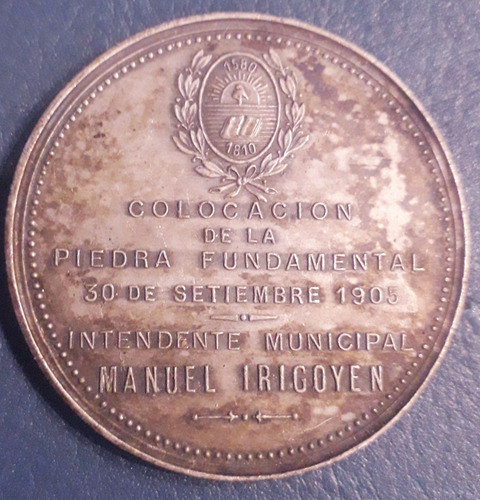 1580
1810
COLOCACION
DE LA
PIEDRA FUNDAMENTAL
30 DE SETIEMBRE 1905
INTENDENTE MUNICIPAL
MANUEL IRIGOYEN